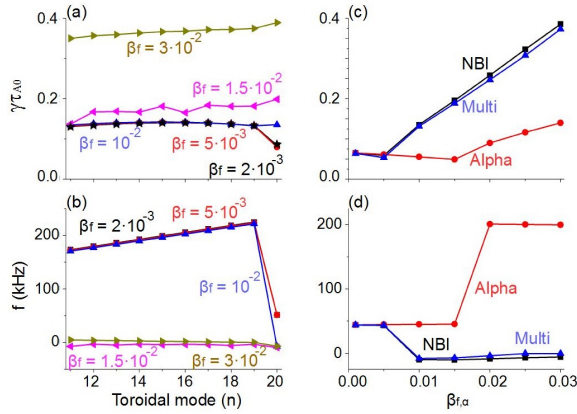 (a)
0.4
βf = 3·10⁻²
γτA0
βf = 1.5·10⁻²
0.2
βf = 10⁻²
βf = 5·10⁻³
βf = 2·10⁻³
0.0
(c)
0.4
NBI
Multi
0.2
Alpha
0.0
(b)
βf = 2·10⁻³
βf = 5·10⁻³
200
f (kHz)
βf = 10⁻²
100
0
βf = 1.5·10⁻²
βf = 3·10⁻²
12 14 16 18 20
Toroidal mode (n)
(d)
200
Alpha
100
NBI
Multi
0
0.00 0.01 0.02 0.03
βf,α